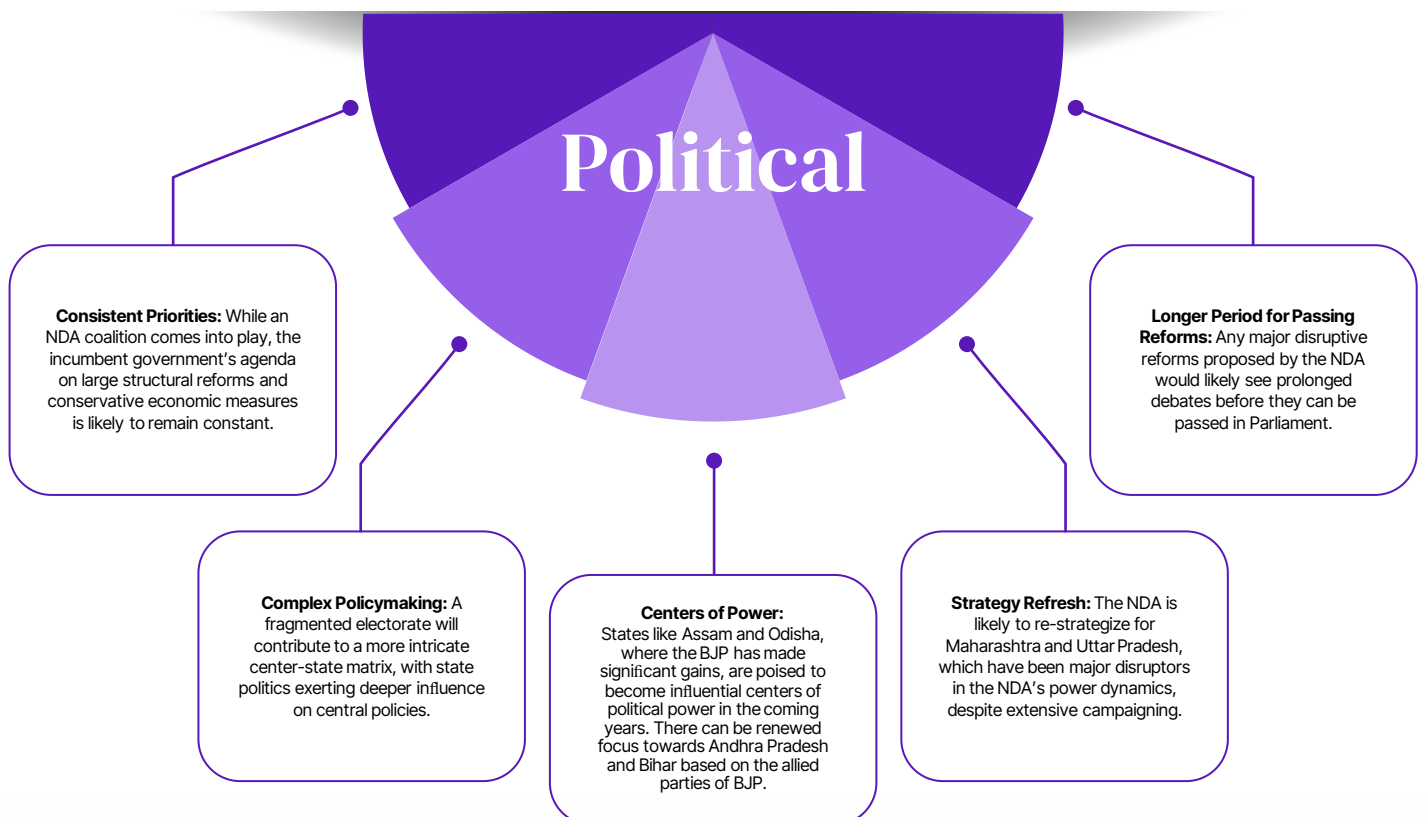 Political
Consistent Priorities: While an
NDA coalition comes into play, the
incumbent government's agenda
on large structural reforms and
conservative economic measures
is likely to remain constant.
Complex Policymaking: A
fragmented electorate will
contribute to a more intricate
center-state matrix, with state
politics exerting deeper influence
on central policies.
Centers of Power:
States like Assam and Odisha,
where the BJP has made
significant gains, are poised to
become influential centers of
political power in the coming
years. There can be renewed
focus towards Andhra Pradesh
and Bihar based on the allied
parties of BJP.
Strategy Refresh: The NDA is
likely to re-strategize for
Maharashtra and Uttar Pradesh,
which have been major disruptors
in the NDA's power dynamics,
despite extensive campaigning.
Longer Period for Passing
Reforms: Any major disruptive
reforms proposed by the NDA
would likely see prolonged
debates before they can be
passed in Parliament.